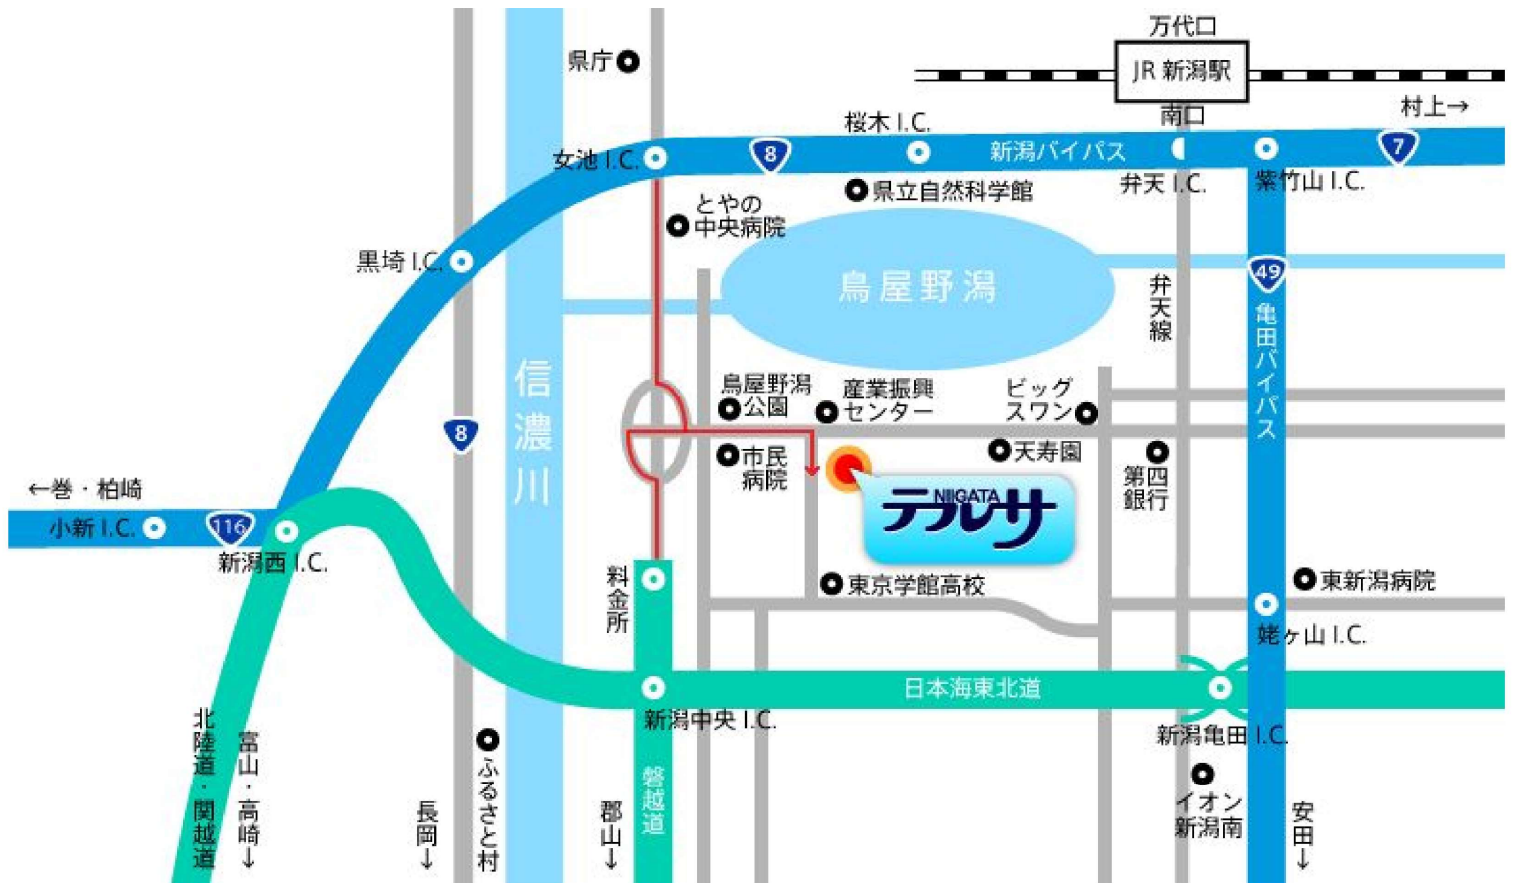 万代口
JR 新潟駅
南口
県庁
村上→
桜木 I.C.
女池 I.C.
8
新潟バイパス
7
弁天 I.C.
紫竹山 I.C.
県立自然科学館
とやの
中央病院
黒埼 I.C.
鳥屋野潟
49
弁天線
亀田バイパス
信濃川
鳥屋野潟
公園
産業振興
センター
ビッグ
スワン
8
市民
病院
天寿園
第四
銀行
←巻・柏崎
小新 I.C.
116
新潟西 I.C.
NIIGATA
テルサ
料金所
東京学館高校
東新潟病院
姥ヶ山 I.C.
日本海東北道
新潟中央 I.C.
新潟亀田 I.C.
北陸道・関越道
富山・高崎→
長岡→
ふるさと村
郡山→
磐越道
イオン
新潟南
安田→